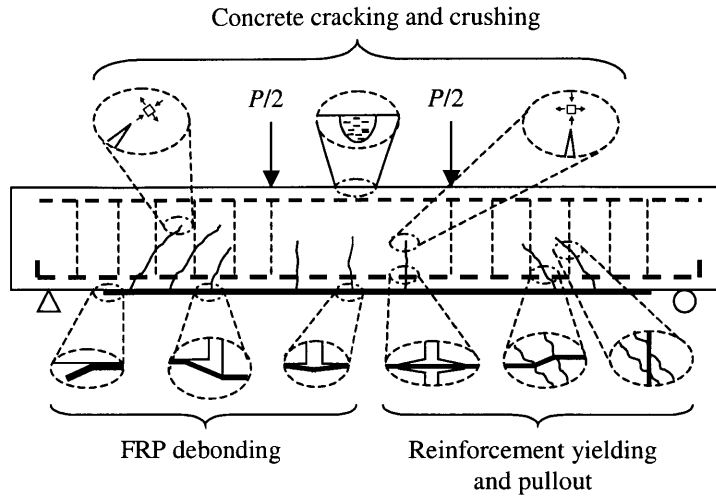 Concrete cracking and crushing
P/2
P/2
FRP debonding
Reinforcement yielding
and pullout